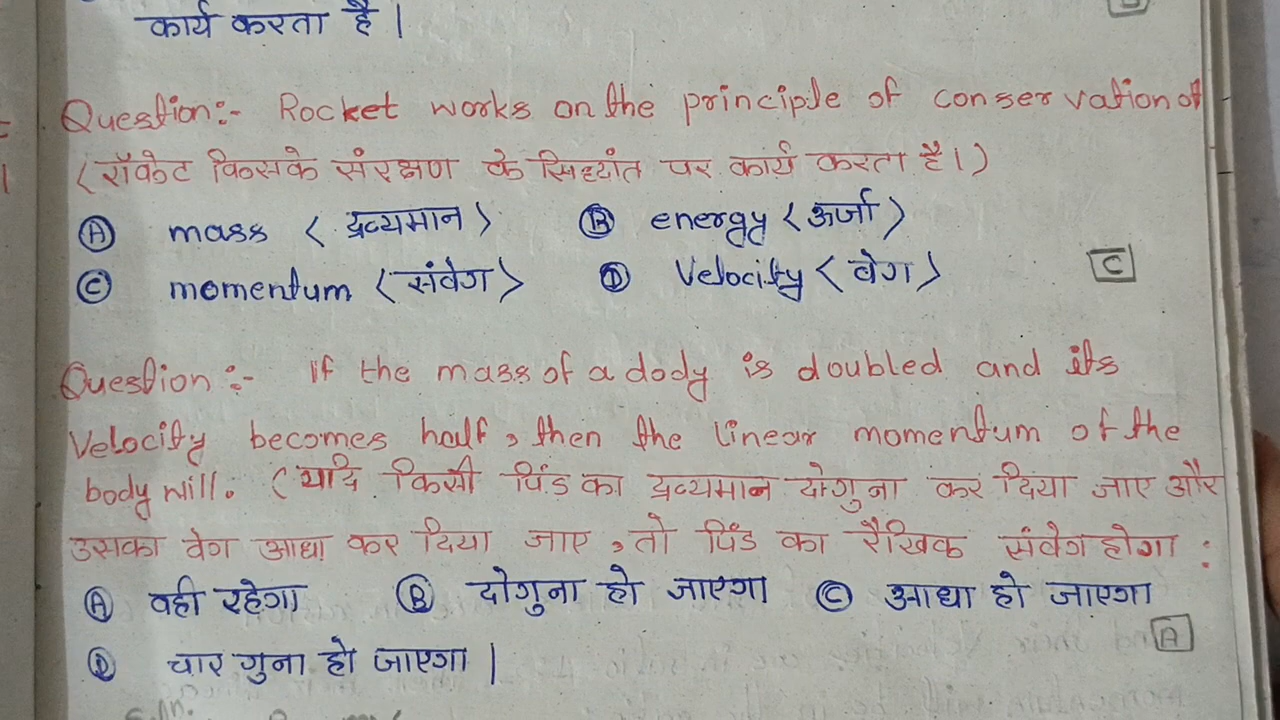 कार्य करता है।
Question:- Rocket works on the principle of conservation of
(रॉकेट किसके संरक्षण के सिध्दांत पर कार्य करता है।)
Ⓐ mass (द्रव्यमान) Ⓑ energy (ऊर्जा)
Ⓒ momentum (संवेग) Ⓓ Velocity (वेग)
C
Question:- if the mass of a dody is doubled and its
Velocity becomes half, then the linear momentum of the
body will. (यदि किसी पिंड का द्रव्यमान दोगुना कर दिया जाए और
उसका वेग आधा कर दिया जाए, तो पिंड का रैखिक संवेग होगा:
Ⓐ वही रहेगा Ⓑ दोगुना हो जाएगा Ⓒ आधा हो जाएगा
A
Ⓓ चार गुना हो जाएगा।